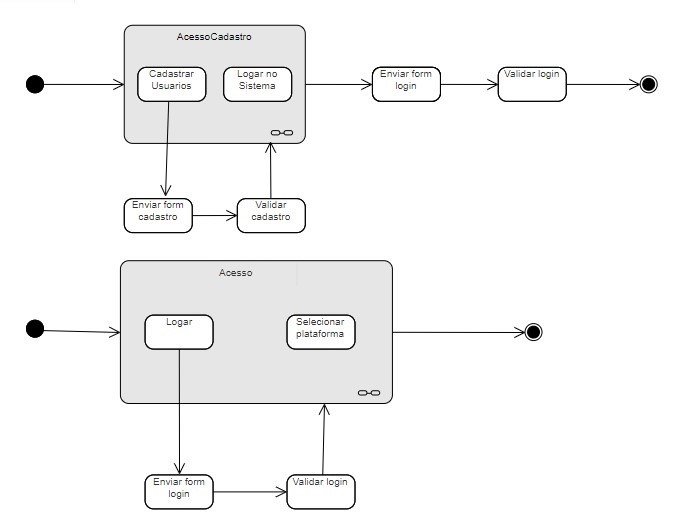 AcessoCadastro
Cadastrar
Usuarios
Logar no
Sistema
Enviar form
login
Validar login
Enviar form
cadastro
Validar
cadastro
Acesso
Logar
Selecionar
plataforma
Enviar form
login
Validar login